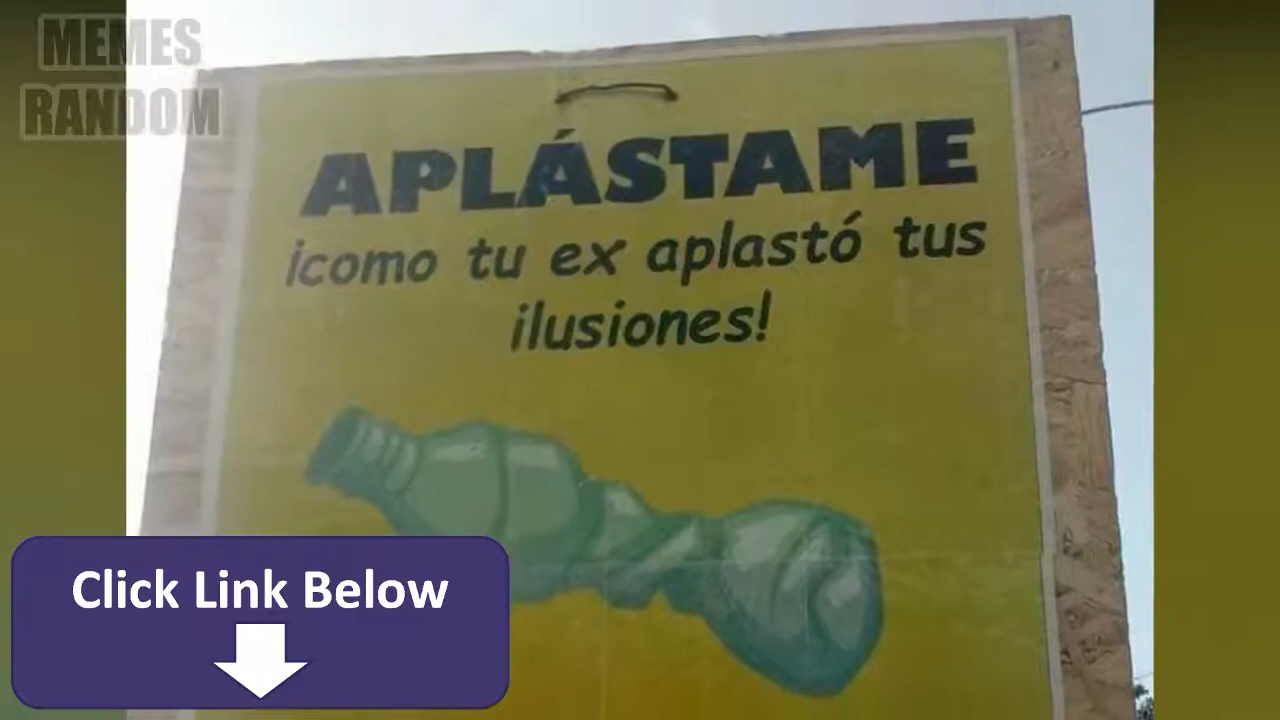 MEMES
RANDOM
APLÁSTAME
¡como tu ex aplastó tus
ilusiones!
Click Link Below